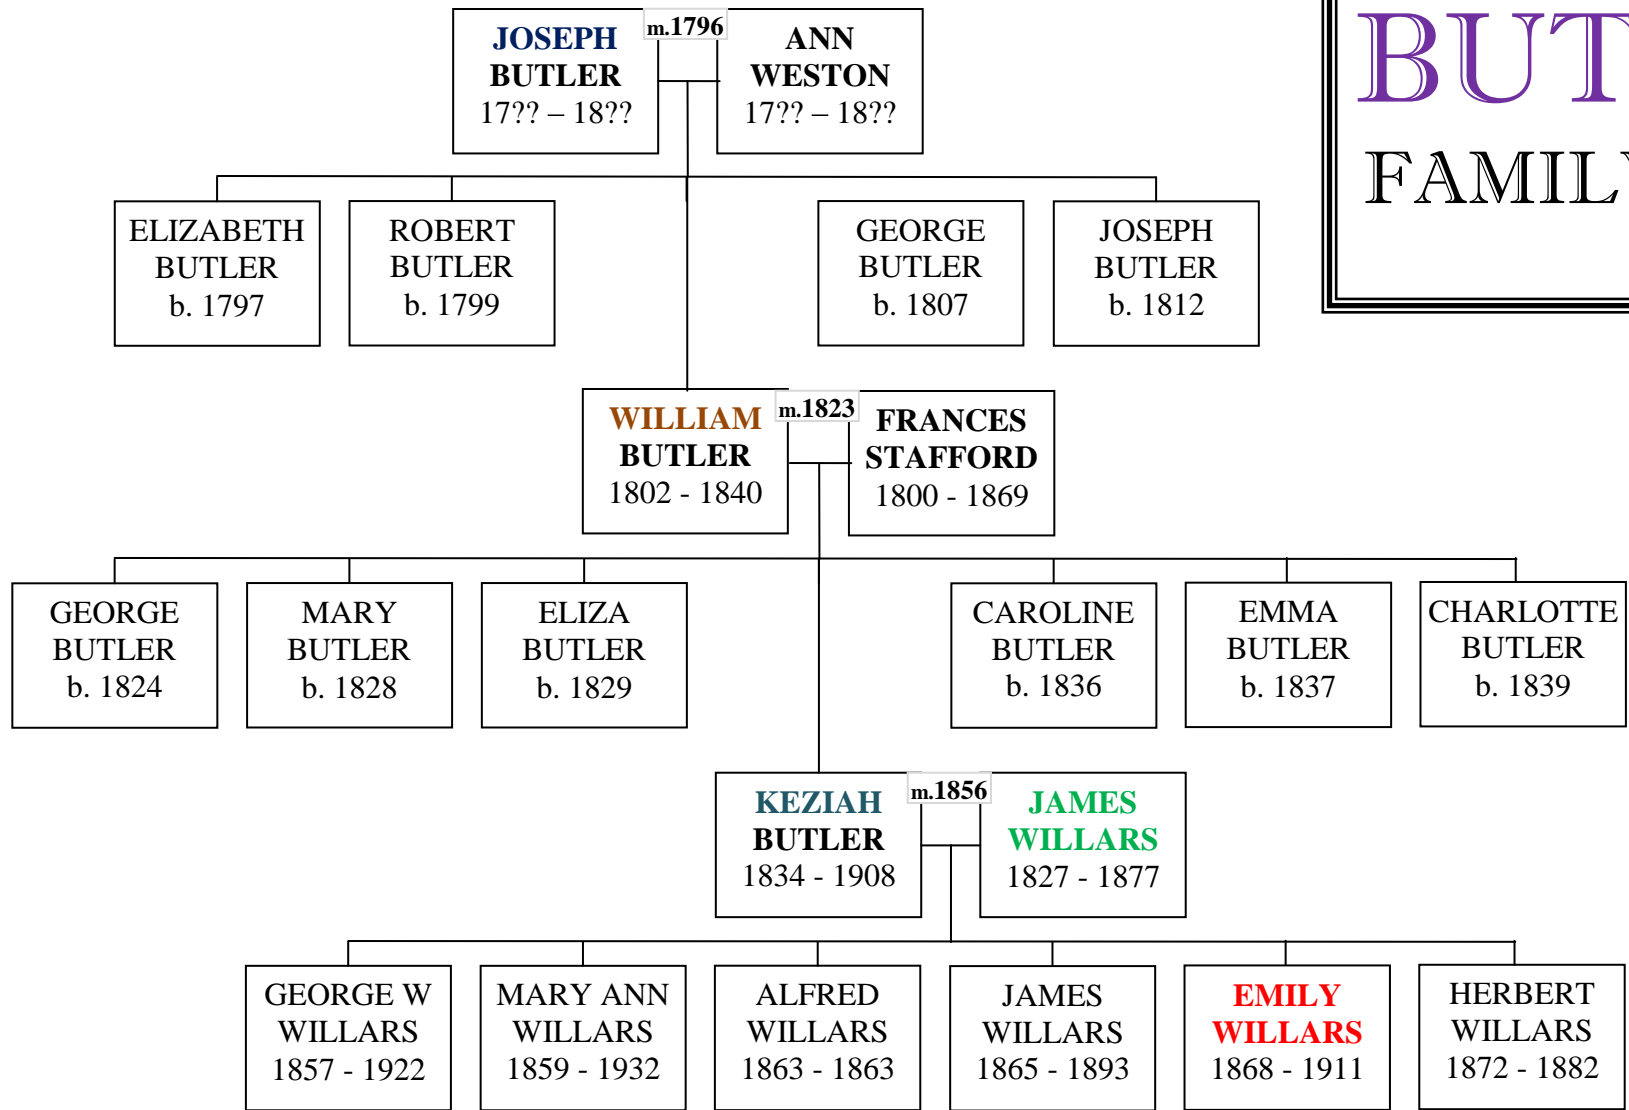 JOSEPH
BUTLER
17?? – 18??
m.1796
ANN
WESTON
17?? – 18??
BUT
FAMILY
ELIZABETH
BUTLER
b. 1797
ROBERT
BUTLER
b. 1799
GEORGE
BUTLER
b. 1807
JOSEPH
BUTLER
b. 1812
WILLIAM
BUTLER
1802 - 1840
m.1823
FRANCES
STAFFORD
1800 - 1869
GEORGE
BUTLER
b. 1824
MARY
BUTLER
b. 1828
ELIZA
BUTLER
b. 1829
CAROLINE
BUTLER
b. 1836
EMMA
BUTLER
b. 1837
CHARLOTTE
BUTLER
b. 1839
KEZIAH
BUTLER
1834 - 1908
m.1856
JAMES
WILLARS
1827 - 1877
GEORGE W
WILLARS
1857 - 1922
MARY ANN
WILLARS
1859 - 1932
ALFRED
WILLARS
1863 - 1863
JAMES
WILLARS
1865 - 1893
EMILY
WILLARS
1868 - 1911
HERBERT
WILLARS
1872 - 1882